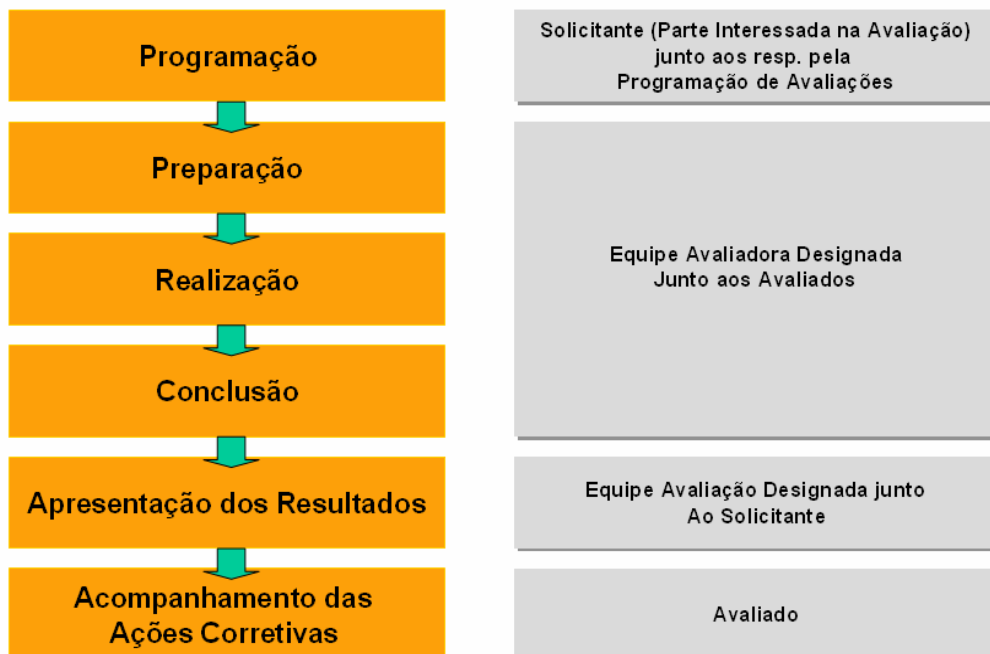 Programação
Solicitante (Parte Interessada na Avaliação)
junto aos resp. pela
Programação de Avaliações
Preparação
Realização
Conclusão
Equipe Avaliadora Designada
Junto aos Avaliados
Apresentação dos Resultados
Equipe Avaliação Designada junto
Ao Solicitante
Acompanhamento das
Ações Corretivas
Avaliado